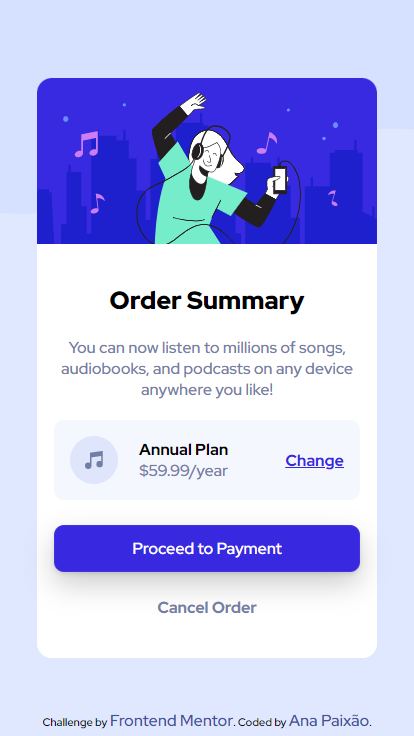 Order Summary
You can now listen to millions of songs,
audiobooks, and podcasts on any device
anywhere you like!
Annual Plan
$59.99/year
Change
Proceed to Payment
Cancel Order
Challenge by Frontend Mentor. Coded by Ana Paixão.